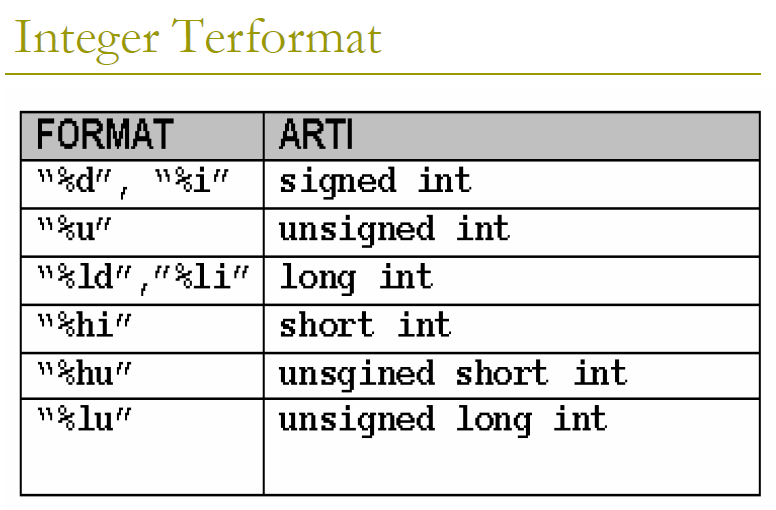 Integer Terformat
FORMAT ARTI
"%d", "%i" signed int
"%u" unsigned int
"%ld","%li" long int
"%hi" short int
"%hu" unsgined short int
"%lu" unsigned long int